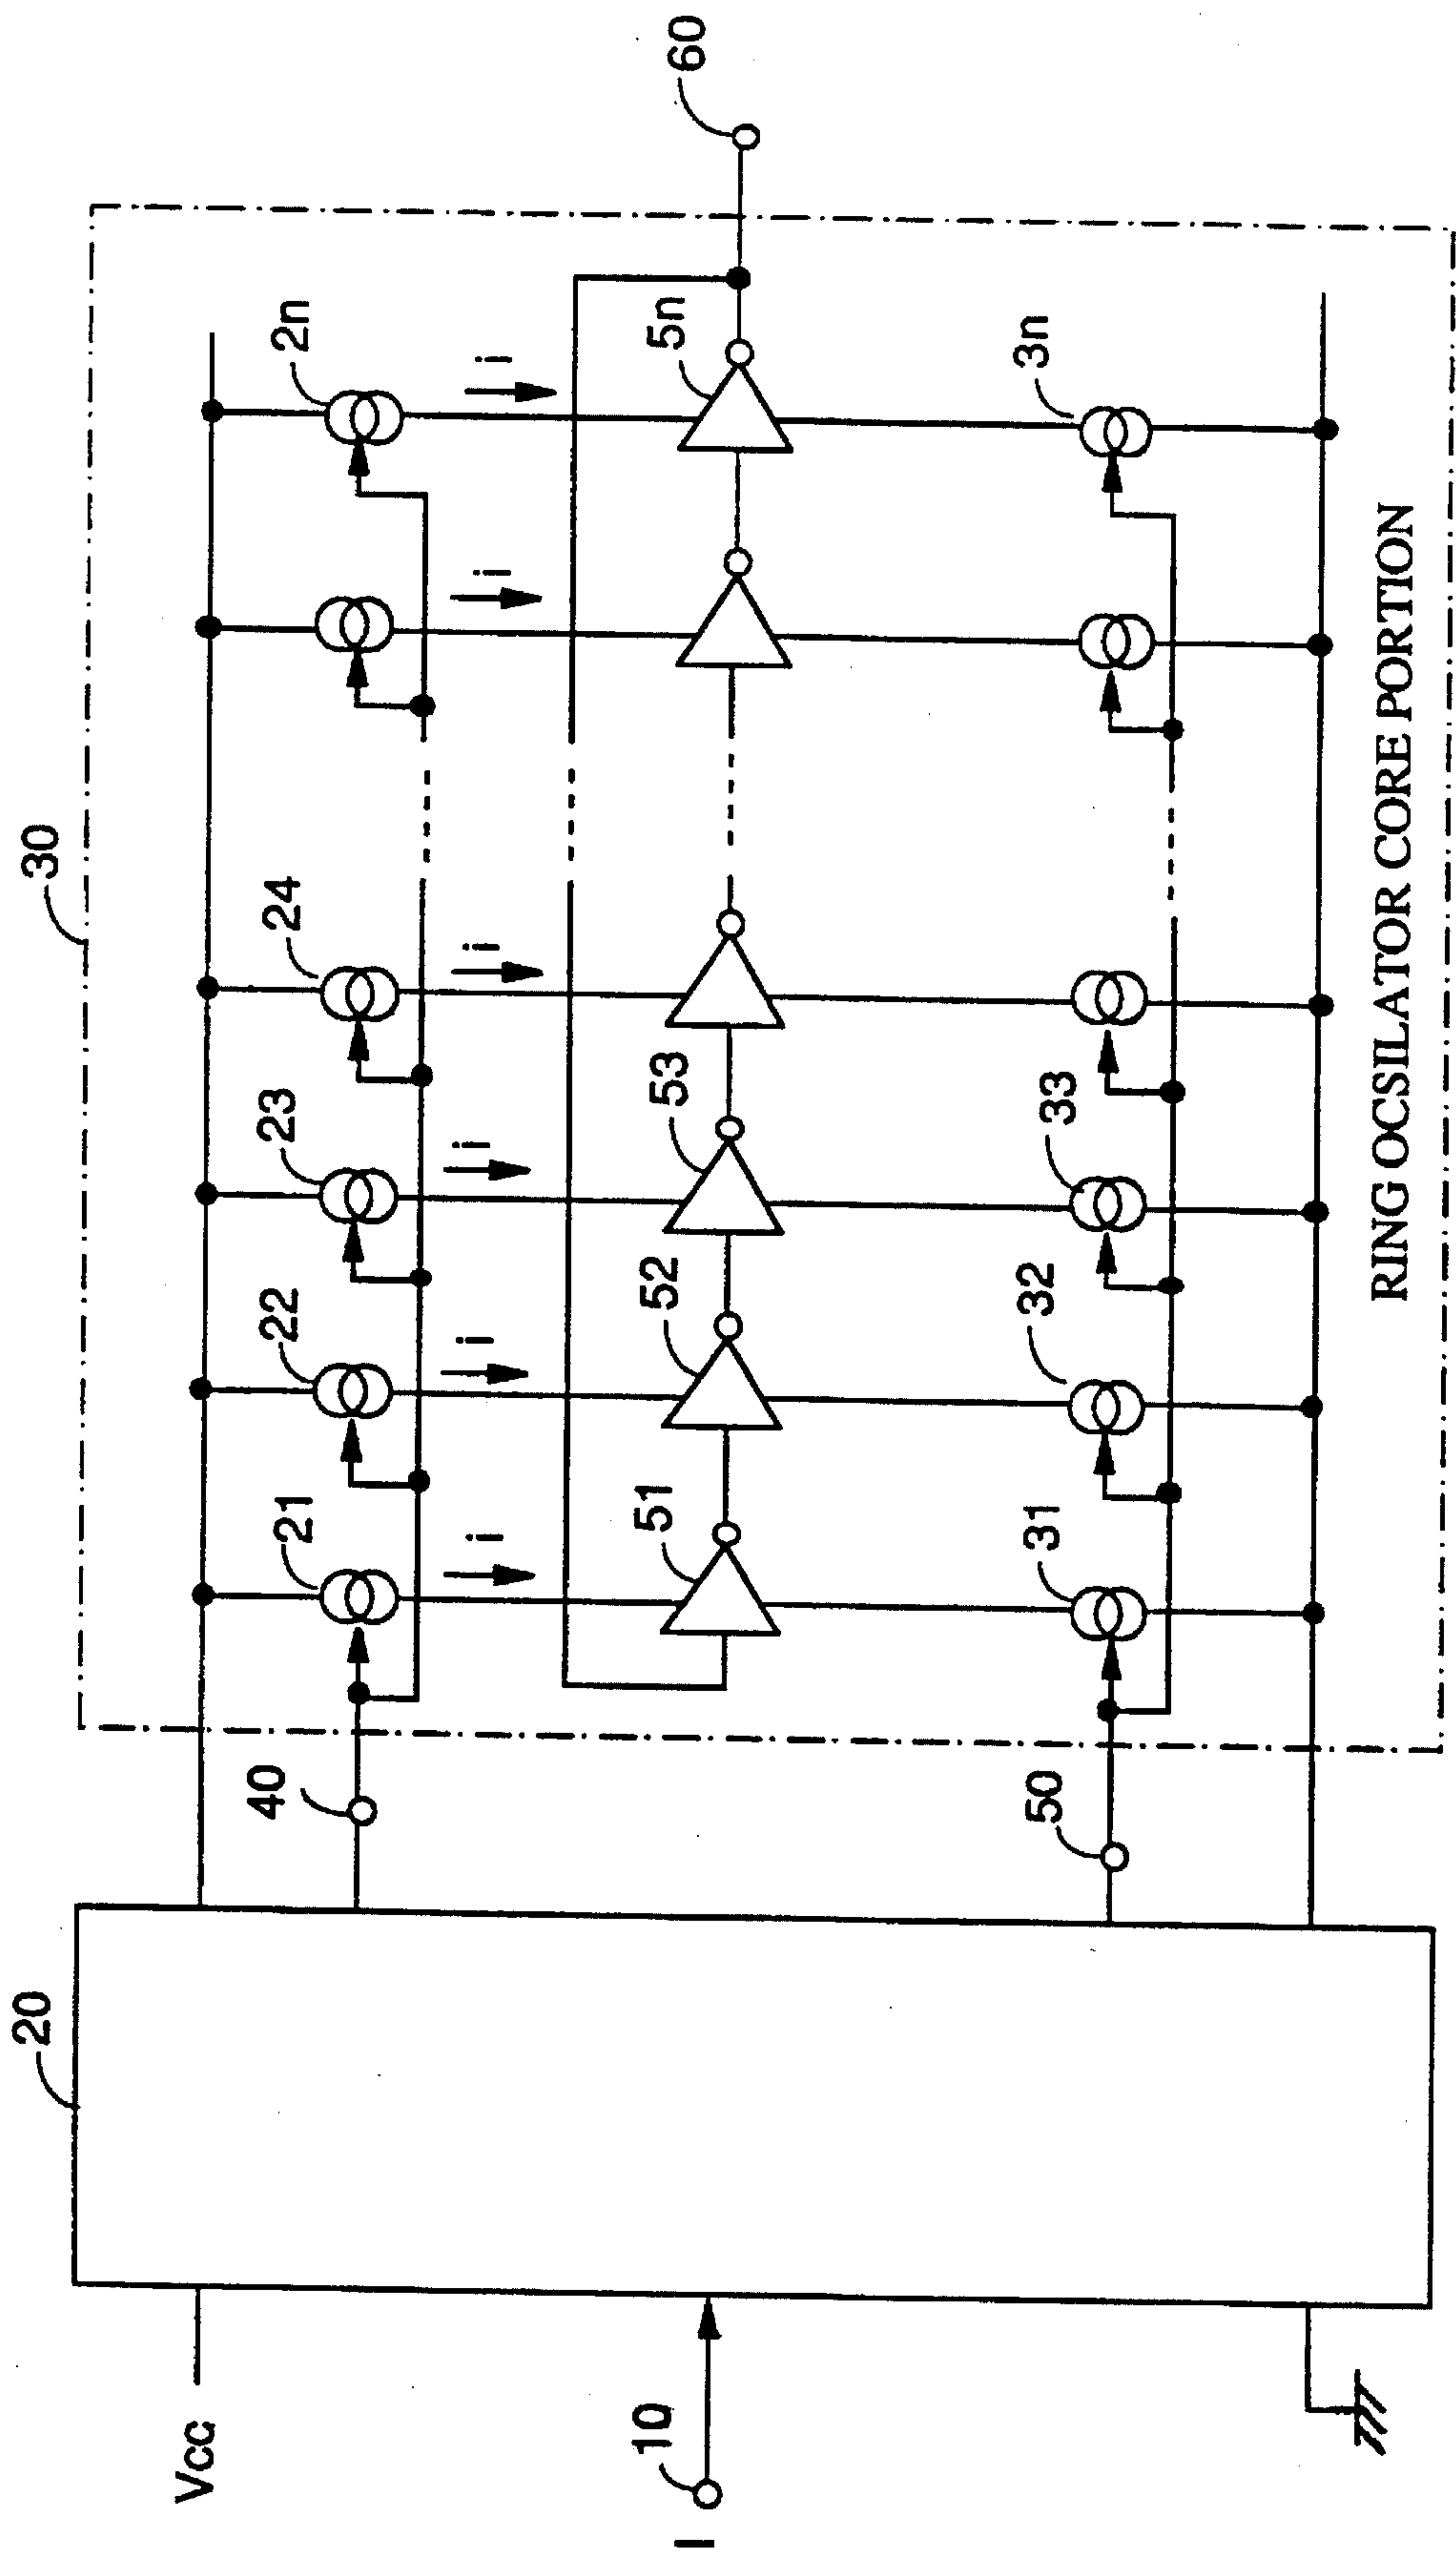 30
60
21
22
23
24
2n
i
i
i
i
i
i
20
40
Vcc
51
52
53
5n
10
I
50
31
32
33
3n
RING OCSILATOR CORE PORTION